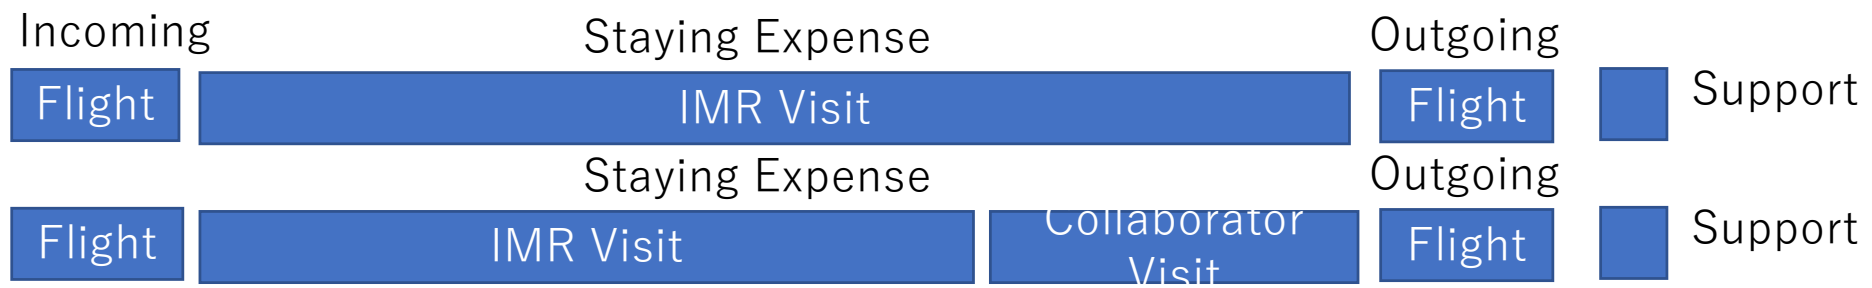 Incoming Staying Expense Outgoing
Flight IMR Visit Flight Support
Staying Expense Outgoing
Flight IMR Visit Collaborator Visit Flight Support